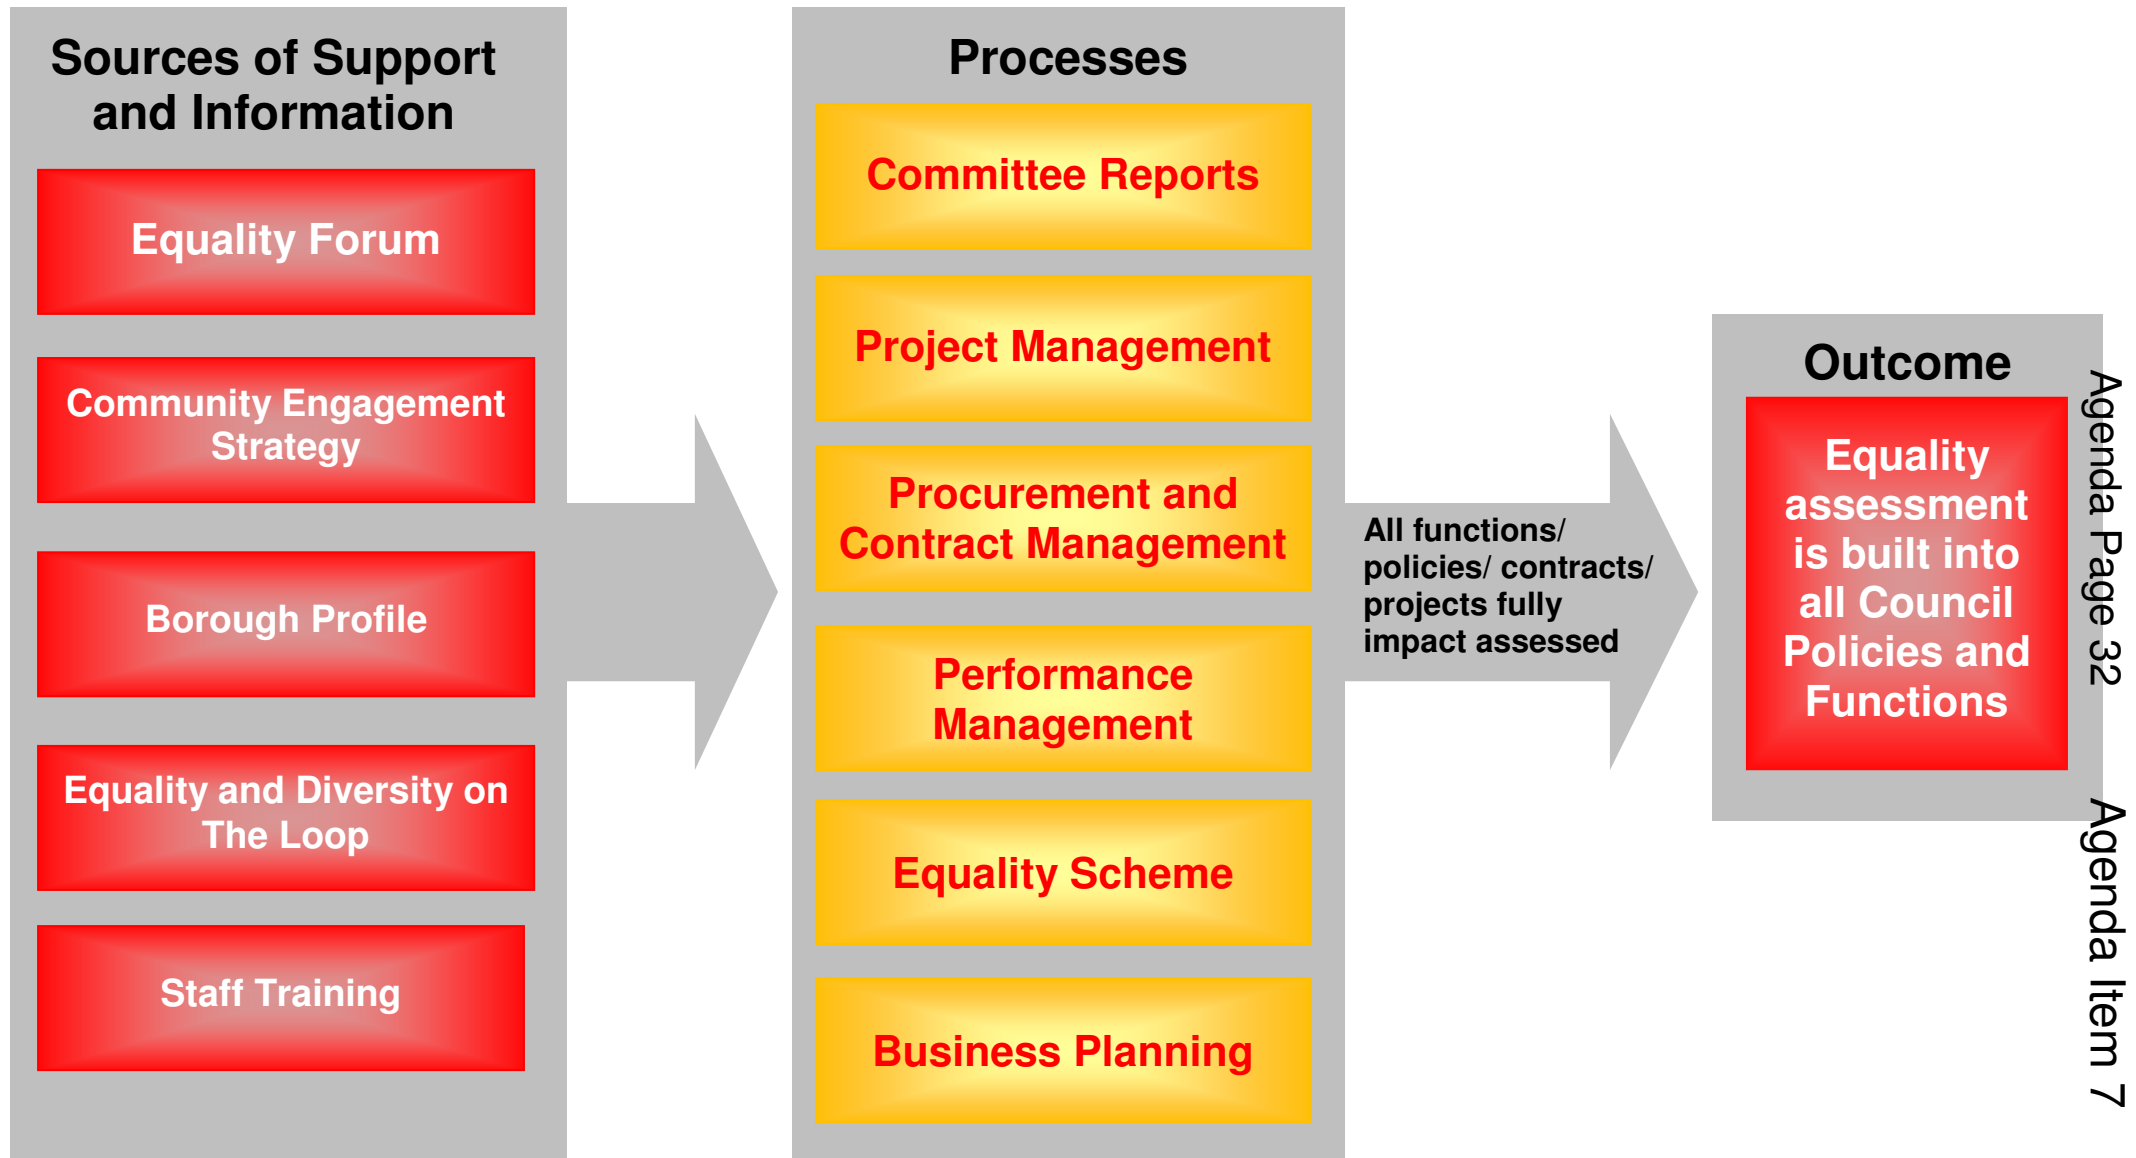 Sources of Support
and Information
Equality Forum
Community Engagement
Strategy
Borough Profile
Equality and Diversity on
The Loop
Staff Training
Processes
Committee Reports
Project Management
Procurement and
Contract Management
Performance
Management
Equality Scheme
Business Planning
All functions/
policies/ contracts/
projects fully
impact assessed
Outcome
Equality
assessment
is built into
all Council
Policies and
Functions
Agenda Page 32
Agenda Item 7